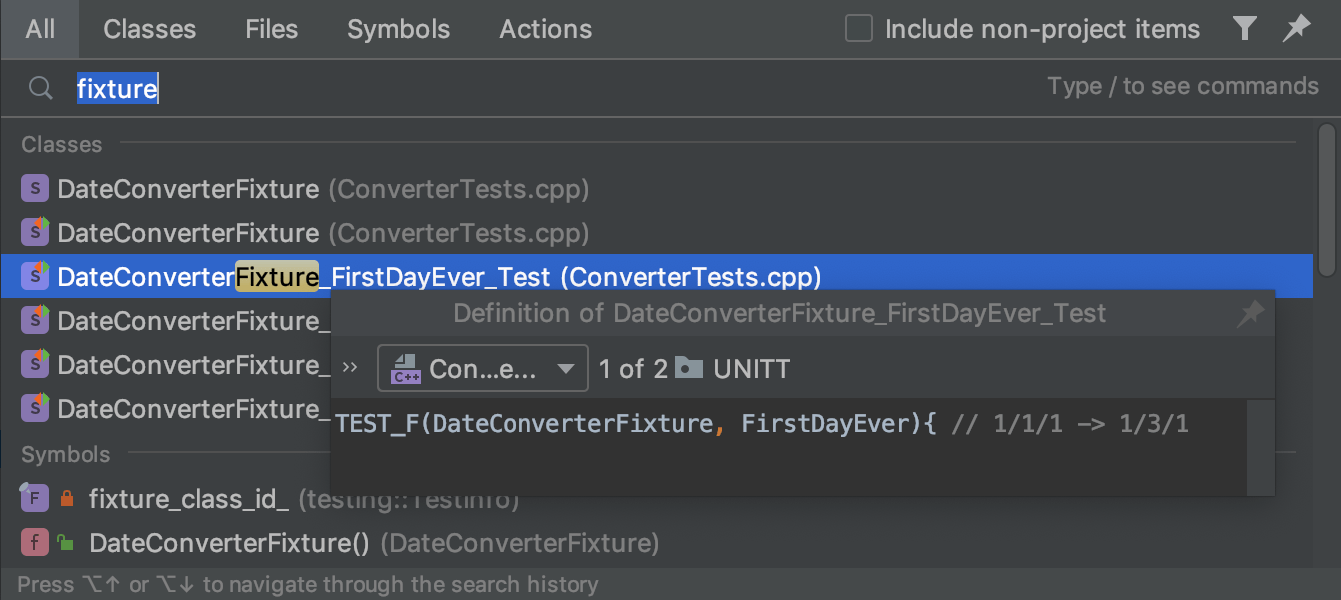 All Classes Files Symbols Actions Include non-project items
fixture Type / to see commands
Classes
DateConverterFixture (ConverterTests.cpp)
DateConverterFixture (ConverterTests.cpp)
DateConverterFixture_FirstDayEver_Test (ConverterTests.cpp)
DateConverterFixture_
Definition of DateConverterFixture_FirstDayEver_Test
DateConverterFixture_
C++ Con...e... 1 of 2 UNITT
DateConverterFixture_
TEST_F(DateConverterFixture, FirstDayEver){ // 1/1/1 -> 1/3/1
Symbols
fixture_class_id_ (testing::TestInfo)
DateConverterFixture() (DateConverterFixture)
Press ⌥↑ or ⌥↓ to navigate through the search history